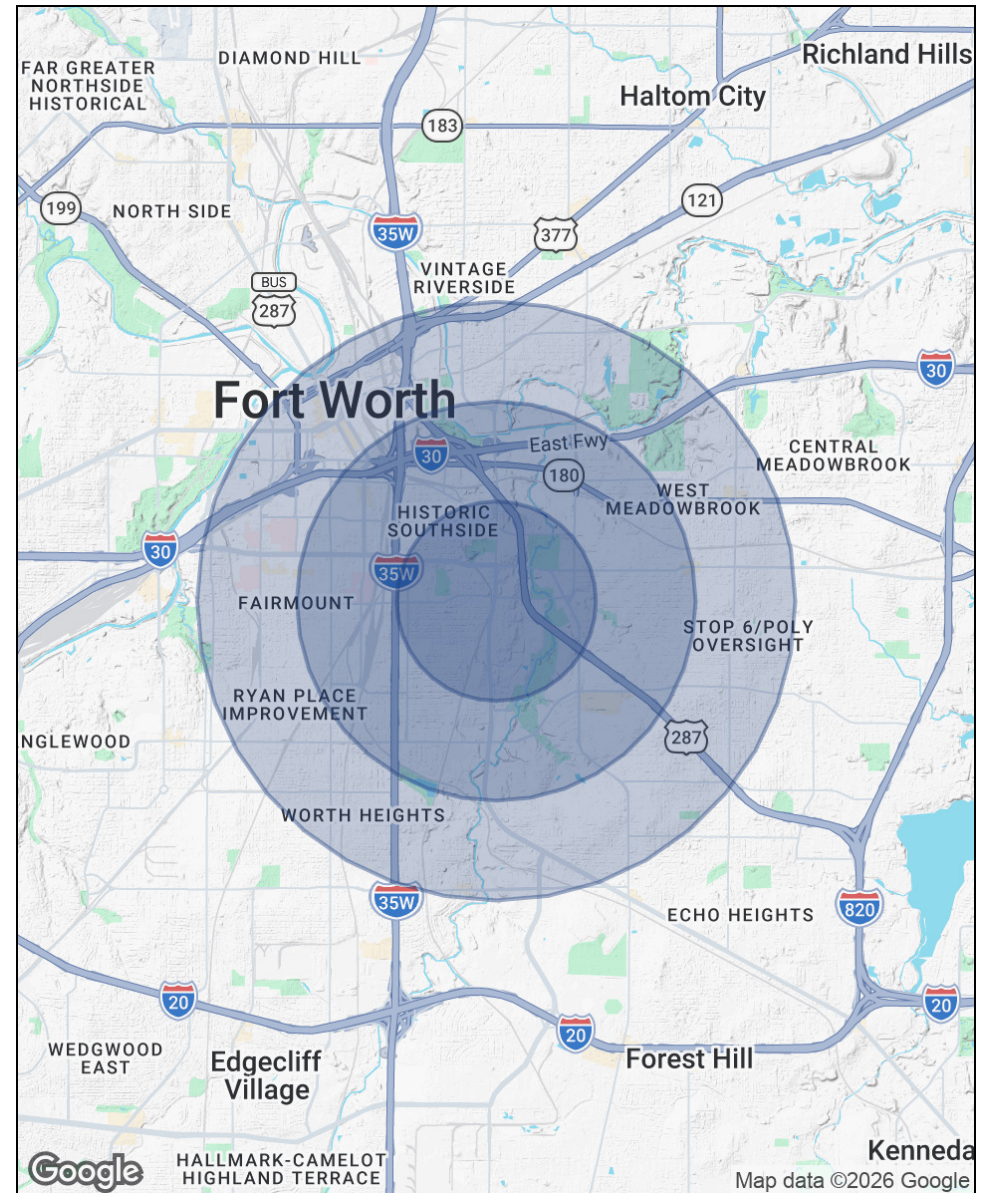 DIAMOND HILL
Richland Hills
FAR GREATER
NORTHSIDE
HISTORICAL
Haltom City
183
199
NORTH SIDE
121
35W
377
VINTAGE
RIVERSIDE
BUS
287
30
Fort Worth
East Fwy
30
CENTRAL
MEADOWBROOK
180
WEST
MEADOWBROOK
HISTORIC
SOUTHSIDE
30
35W
FAIRMOUNT
STOP 6/POLY
OVERSIGHT
RYAN PLACE
IMPROVEMENT
NGLEWOOD
287
WORTH HEIGHTS
35W
ECHO HEIGHTS
820
20
20
20
WEDGWOOD
EAST
Edgecliff
Village
Forest Hill
Kenneda
Google
HALLMARK-CAMELOT
HIGHLAND TERRACE
Map data ©2026 Google